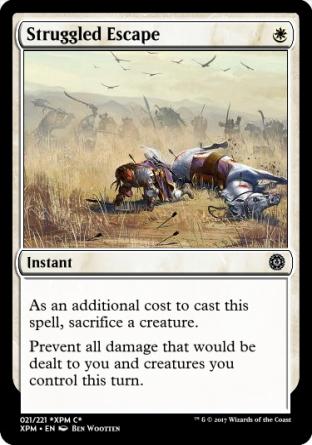 Struggled Escape
Instant
As an additional cost to cast this
spell, sacrifice a creature.
Prevent all damage that would be
dealt to you and creatures you
control this turn.
021/221 *XPM C*
XPM • EN Ben Wootten
™ & © 2017 Wizards of the Coast